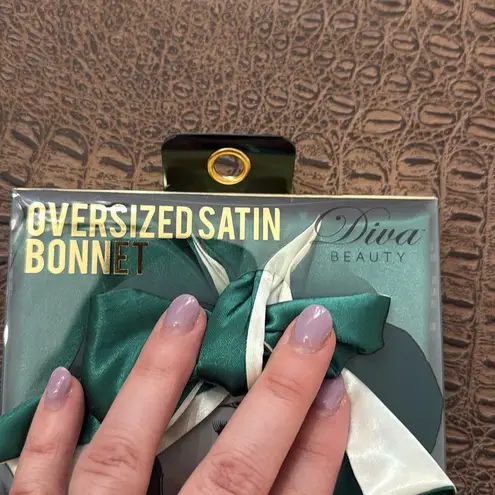 OVERSIZED SATIN
BONNET
Diva
BEAUTY